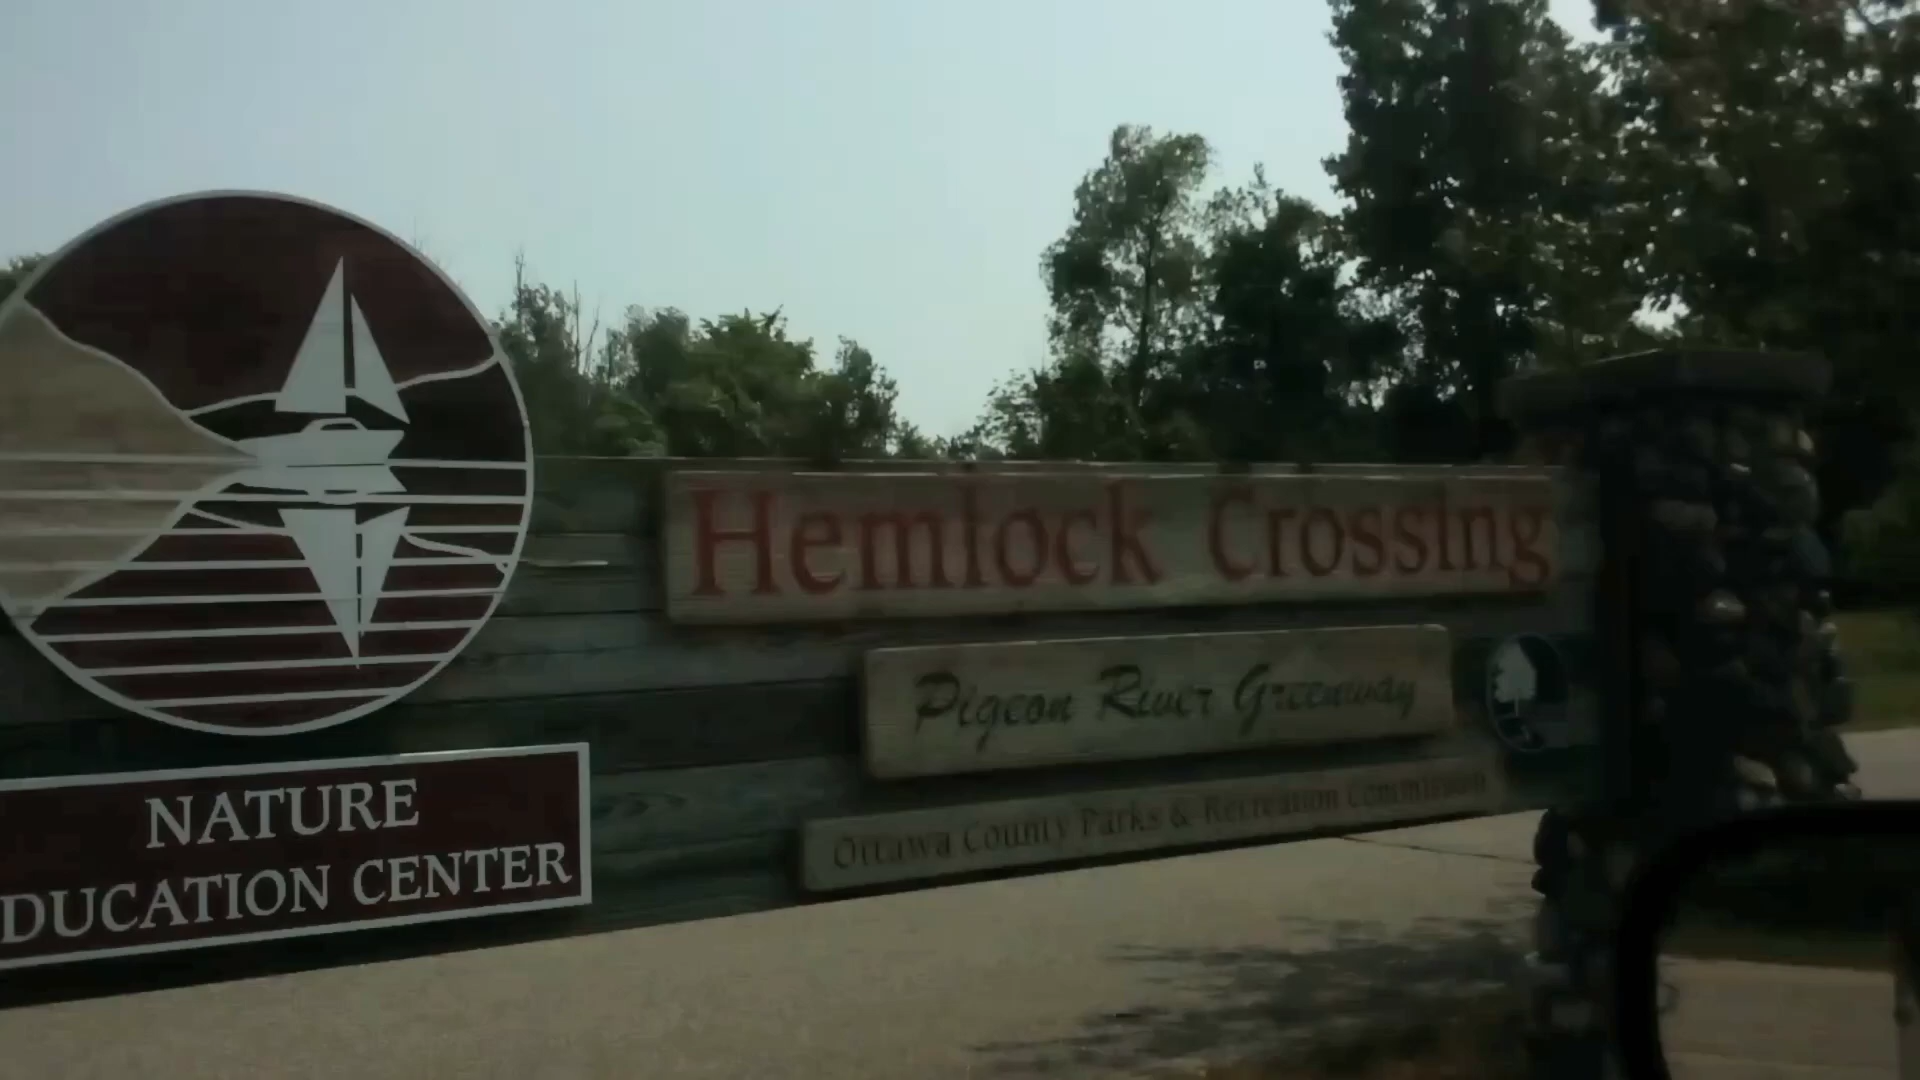 Hemlock Crossing
Pigeon River Greenway
Ottawa County Parks & Recreation Commission
NATURE
DUCATION CENTER